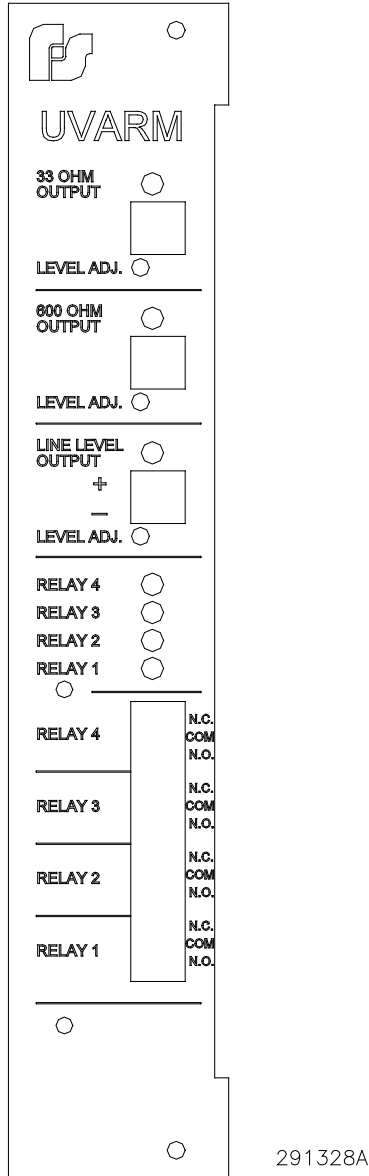 UVARM
33 OHM
OUTPUT
LEVEL ADJ.
600 OHM
OUTPUT
LEVEL ADJ.
LINE LEVEL
OUTPUT
+
–
LEVEL ADJ.
RELAY 4
RELAY 3
RELAY 2
RELAY 1
RELAY 4
N.C.
COM
N.O.
RELAY 3
N.C.
COM
N.O.
RELAY 2
N.C.
COM
N.O.
RELAY 1
N.C.
COM
N.O.
291328A